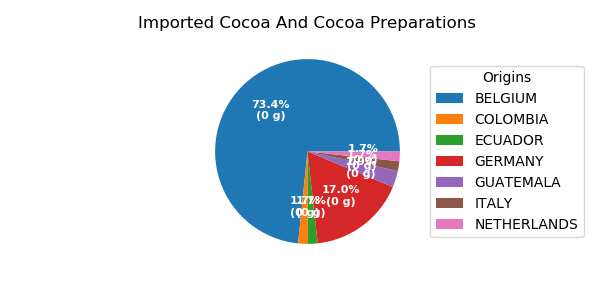 Imported Cocoa And Cocoa Preparations
73.4%
(0 g)
17.0%
(0 g)
1.7%
(0 g)
Origins
BELGIUM
COLOMBIA
ECUADOR
GERMANY
GUATEMALA
ITALY
NETHERLANDS